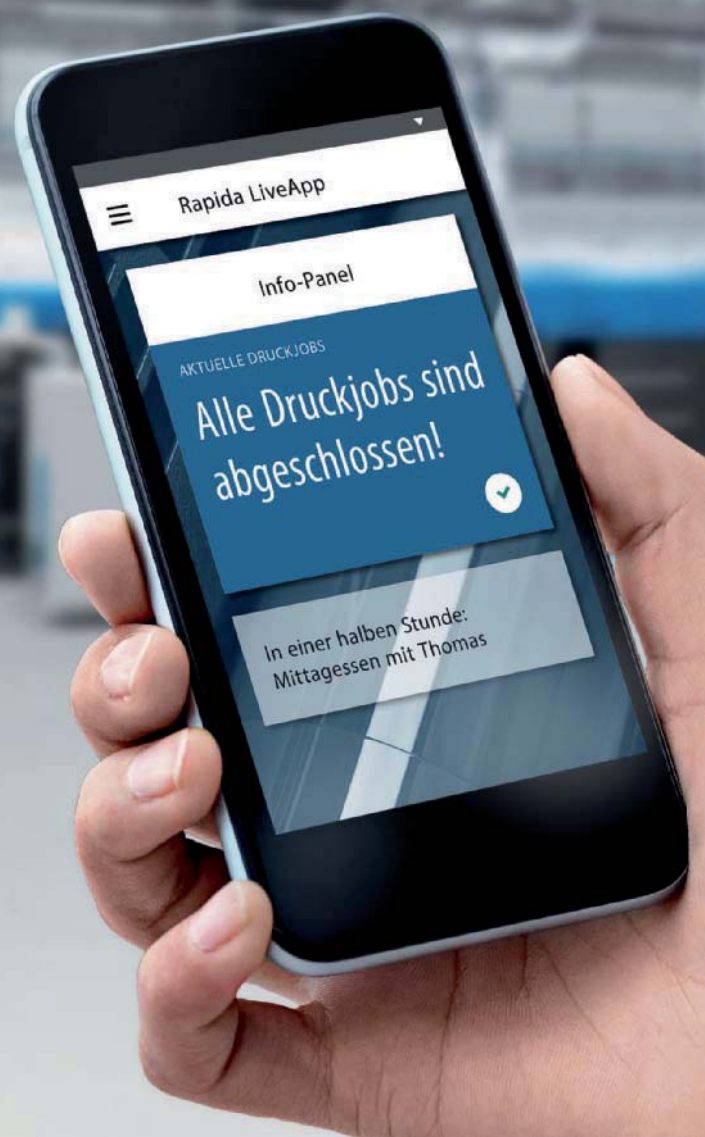 Rapida LiveApp
Info-Panel
AKTUELLE DRUCKJOBS
Alle Druckjobs sind
abgeschlossen!
In einer halben Stunde:
Mittagessen mit Thomas